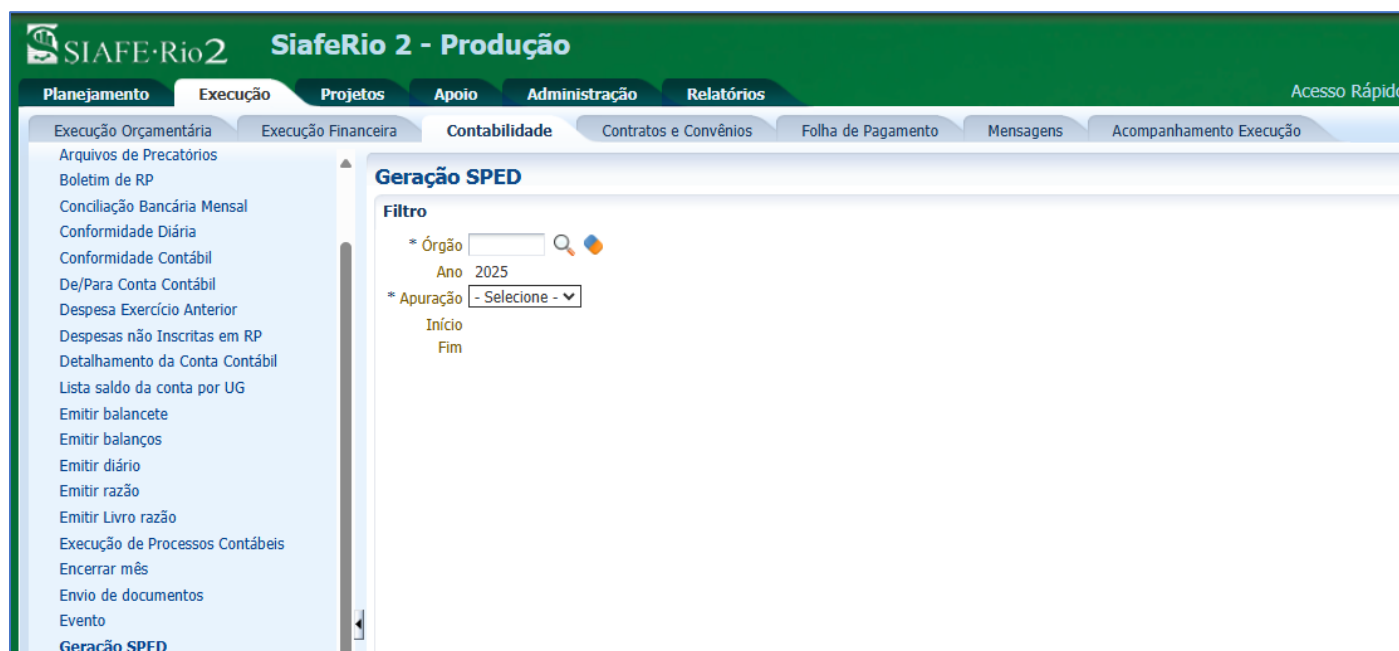 SIAFE·Rio2 SiafeRio 2 - Produção
Planejamento Execução Projetos Apoio Administração Relatórios Acesso Rápido
Execução Orçamentária Execução Financeira Contabilidade Contratos e Convênios Folha de Pagamento Mensagens Acompanhamento Execução
Arquivos de Precatórios
Boletim de RP
Conciliação Bancária Mensal
Conformidade Diária
Conformidade Contábil
De/Para Conta Contábil
Despesa Exercício Anterior
Despesas não Inscritas em RP
Detalhamento da Conta Contábil
Lista saldo da conta por UG
Emitir balancete
Emitir balanços
Emitir diário
Emitir razão
Emitir Livro razão
Execução de Processos Contábeis
Encerrar mês
Envio de documentos
Evento
Geração SPED
Geração SPED
Filtro
* Órgão
Ano 2025
* Apuração - Selecione -
Início
Fim